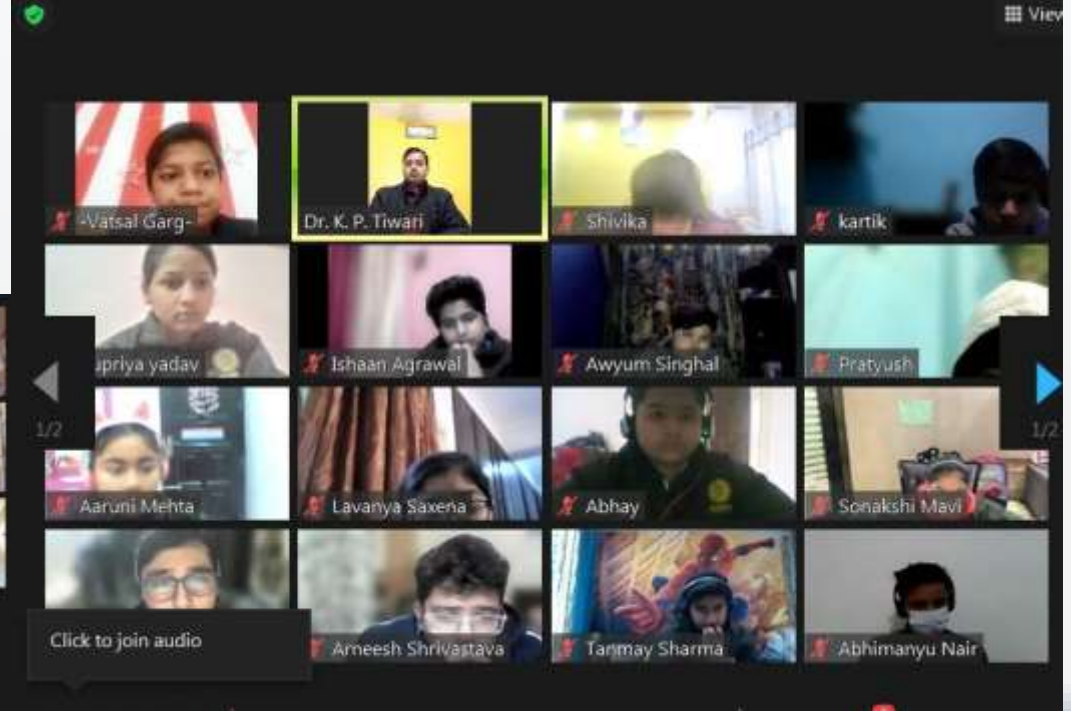 View
-Vatsal Garg-
Dr. K. P. Tiwari
Shivika
kartik
upriya yadav
Ishaan Agrawal
Awyum Singhal
Pratyush
1/2
1/2
Aaruni Mehta
Lavanya Saxena
Abhay
Sonakshi Mavi
Click to join audio
Arneesh Shrivastava
Tanmay Sharma
Abhimanyu Nair